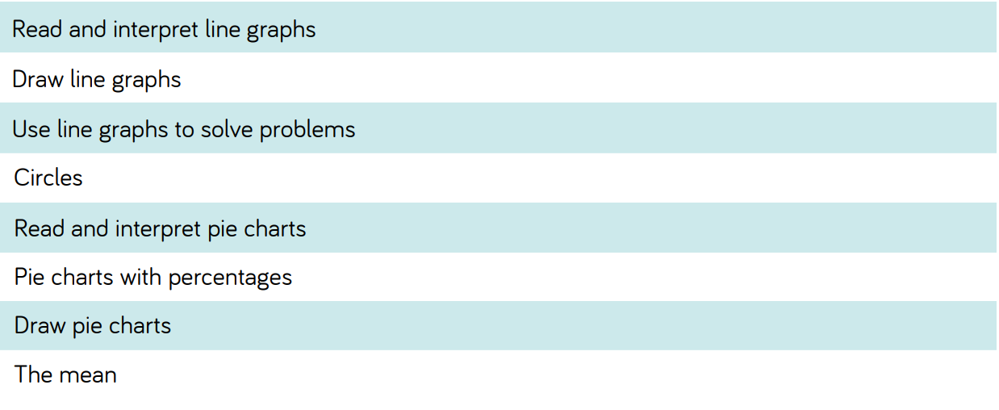 Read and interpret line graphs
Draw line graphs
Use line graphs to solve problems
Circles
Read and interpret pie charts
Pie charts with percentages
Draw pie charts
The mean